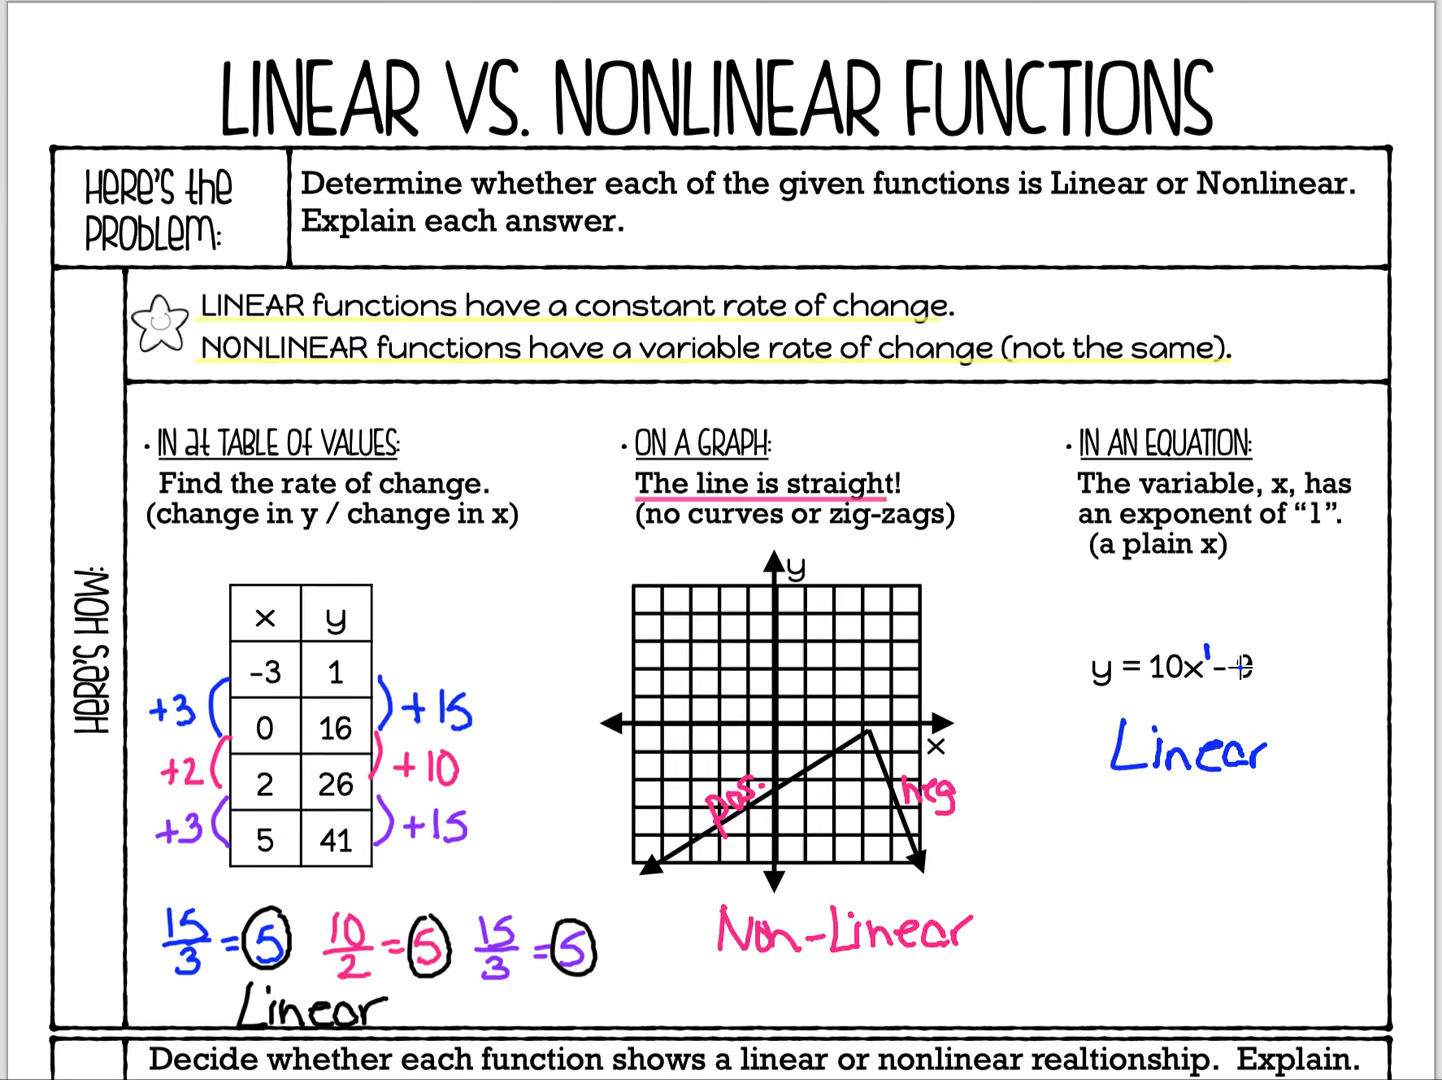 LINEAR VS. NONLINEAR FUNCTIONS
HERE'S the PROBLEM:
Determine whether each of the given functions is Linear or Nonlinear.
Explain each answer.
HERE'S HOW:
LINEAR functions have a constant rate of change.
NONLINEAR functions have a variable rate of change (not the same).
· IN at TABLE Of VALUES:
Find the rate of change.
(change in y / change in x)
x y
-3 1
0 16
2 26
5 41
+3 +15
+2 +10
+3 +15
15/3 = 5 10/2 = 5 15/3 = 5
Linear
· ON A GRAPH:
The line is straight!
(no curves or zig-zags)
y
x
pos.
neg
Non-Linear
· IN AN EQUATION:
The variable, x, has
an exponent of “1”.
(a plain x)
y = 10x¹ -
Linear
Decide whether each function shows a linear or nonlinear realtionship. Explain.